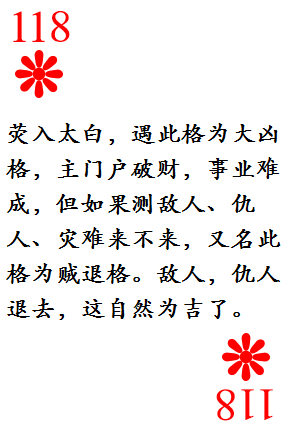 118
荧入太白，遇此格为大凶
格，主门户破财，事业难
成，但如果测敌人、仇
人、灾难来不来，又名此
格为贼退格。敌人，仇人
退去，这自然为吉了。
118